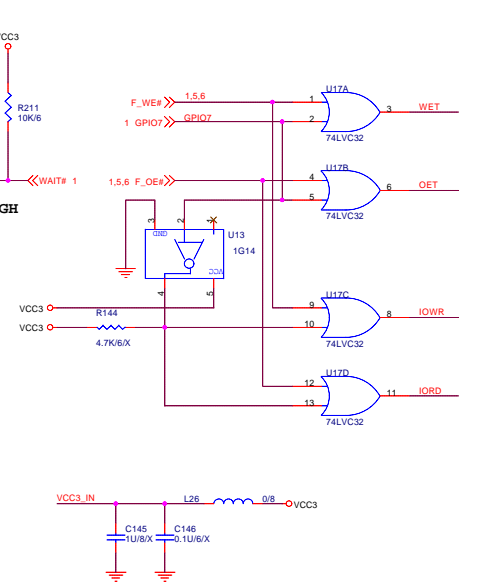 VCC3
R211
10K/6
WAIT# 1
GH
F_WE#
1,5,6
1 GPIO7
GPIO7
1,5,6 F_OE#
U17A
1
2
3
WET
74LVC32
U17B
4
5
6
OET
74LVC32
3
2
1
GND
VCC
U13
1G14
4
5
VCC3
VCC3
R144
4.7K/6/X
U17C
9
10
8
IOWR
74LVC32
U17D
12
13
11
IORD
74LVC32
VCC3_IN
L26
0/8
VCC3
C145
1U/8/X
C146
0.1U/6/X